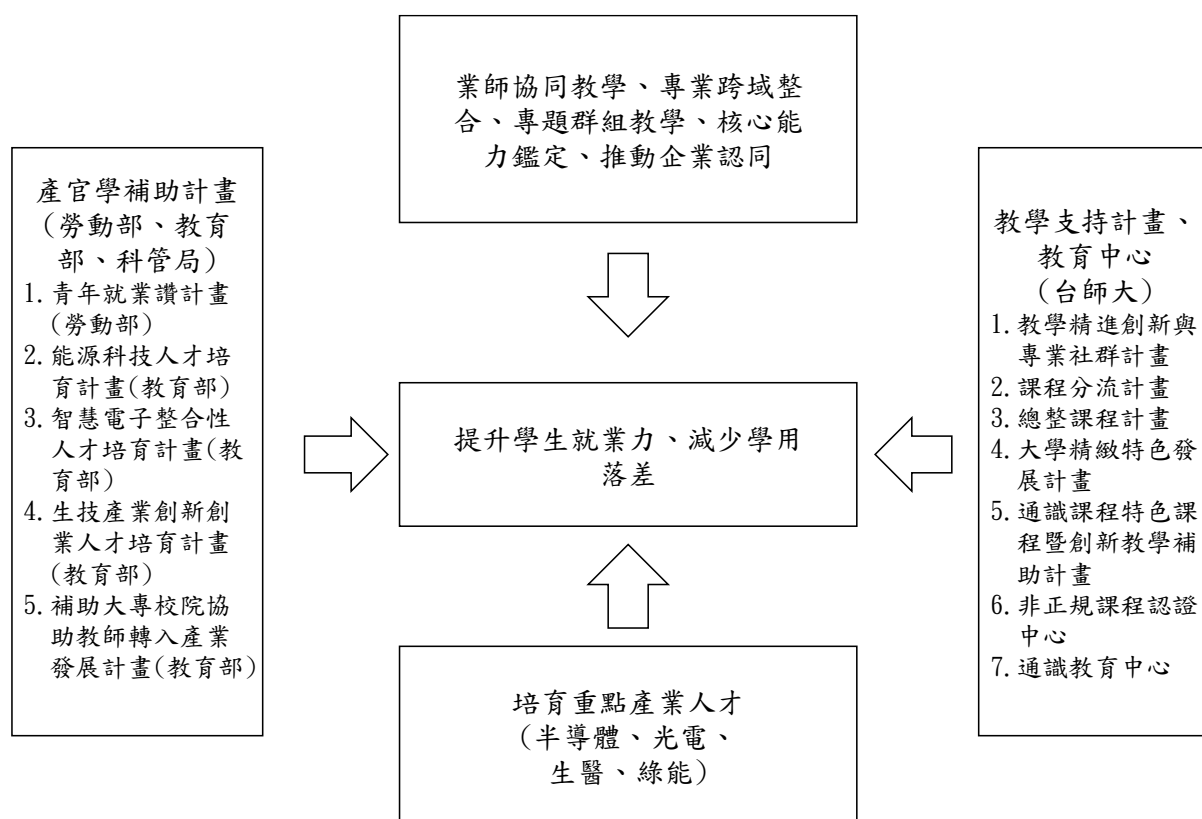 業師協同教學、專業跨域整
合、專題群組教學、核心能
力鑑定、推動企業認同
產官學補助計畫
(勞動部、教育
部、科管局)
1. 青年就業讚計畫
(勞動部)
2. 能源科技人才培
育計畫(教育部)
3. 智慧電子整合性
人才培育計畫(教
育部)
4. 生技產業創新創
業人才培育計畫
(教育部)
5. 補助大專校院協
助教師轉入產業
發展計畫(教育部)
提升學生就業力、減少學用
落差
教學支持計畫、
教育中心
(台師大)
1. 教學精進創新與
專業社群計畫
2. 課程分流計畫
3. 總整課程計畫
4. 大學精緻特色發
展計畫
5. 通識課程特色課
程暨創新教學補
助計畫
6. 非正規課程認證
中心
7. 通識教育中心
培育重點產業人才
(半導體、光電、
生醫、綠能)